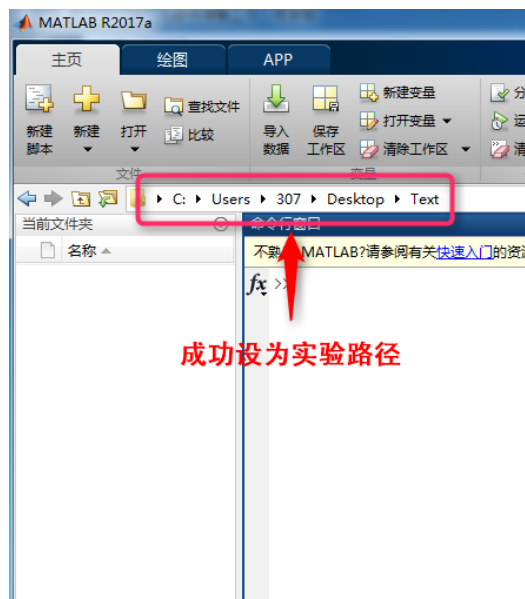 MATLAB R2017a
主页 绘图 APP
新建脚本
新建
打开
查找文件
比较
导入数据
保存工作区
新建变量
打开变量
清除工作区
分
运
清
文件
变量
C: Users 307 Desktop Text
当前文件夹
命令行窗口
名称
MATLAB?请参阅有关快速入门的资
fx >>
成功设为实验路径